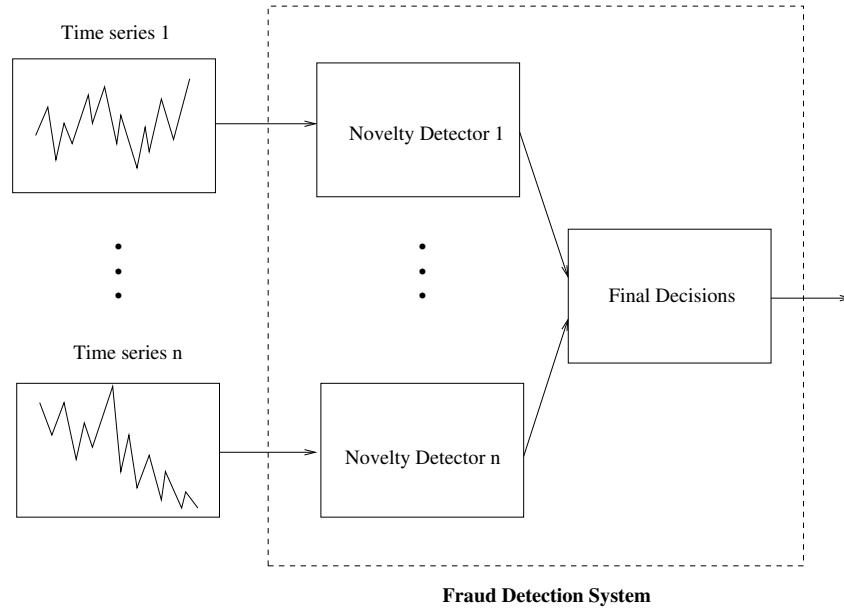 Time series 1
Novelty Detector 1
Final Decisions
Time series n
Novelty Detector n
Fraud Detection System